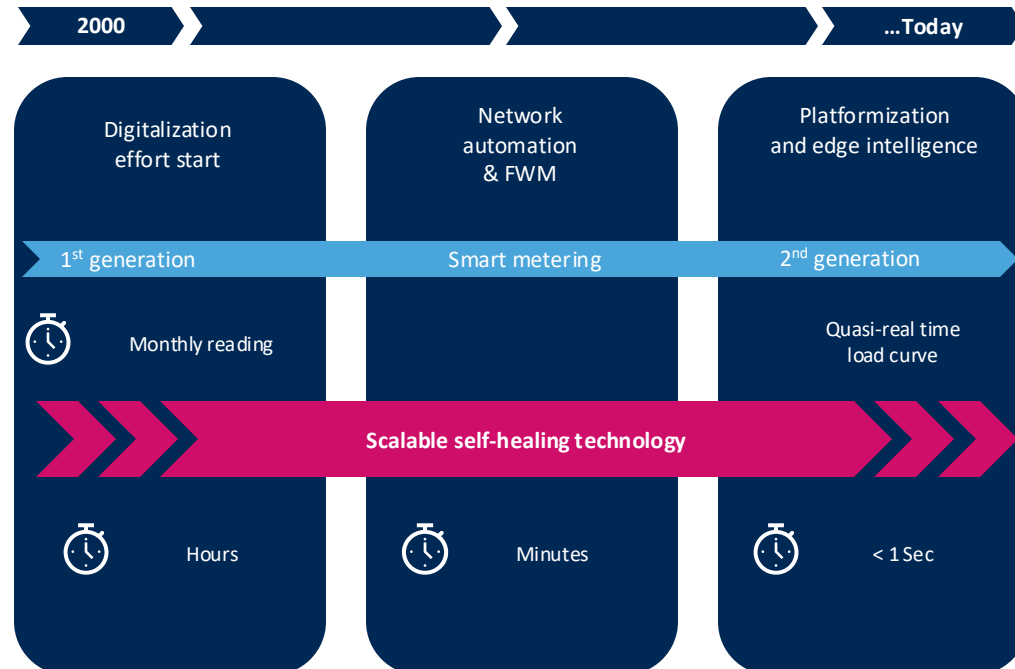 2000
...Today
Digitalization
effort start
Network
automation
& FWM
Platformization
and edge intelligence
1st generation
Smart metering
2nd generation
Monthly reading
Quasi-real time
load curve
Scalable self-healing technology
Hours
Minutes
< 1 Sec